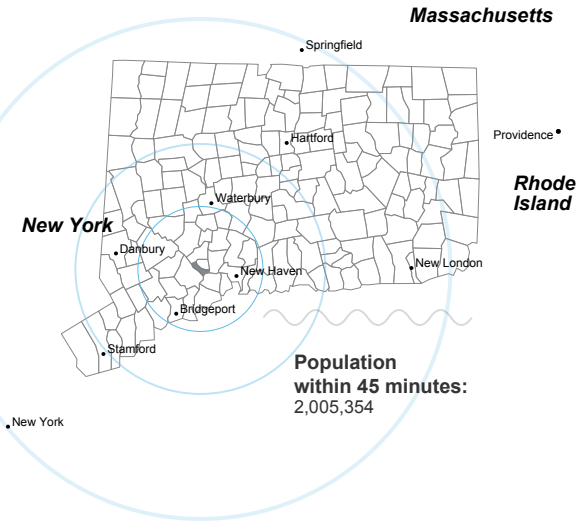 Massachusetts
Springfield
Providence
Hartford
Rhode
Island
Waterbury
New York
Danbury
New Haven
New London
Bridgeport
Stamford
Population
within 45 minutes:
2,005,354
New York